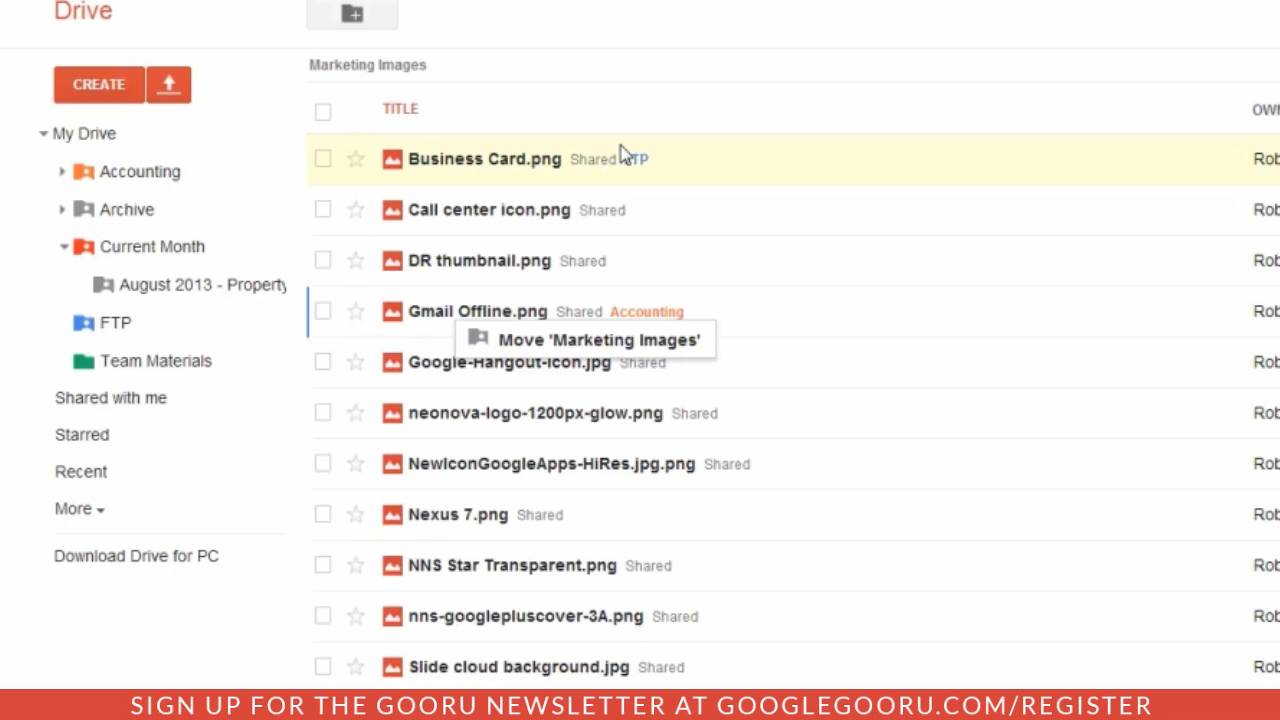 Drive
Marketing Images
CREATE
TITLE
OWN
My Drive
Accounting
Archive
Current Month
August 2013 - Property
FTP
Team Materials
Shared with me
Starred
Recent
More
Download Drive for PC
Business Card.png Shared FTP Rob
Call center icon.png Shared Rob
DR thumbnail.png Shared Rob
Gmail Offline.png Shared Accounting Rob
Move 'Marketing Images'
Google-Hangout-Icon.jpg Shared Rob
neonova-logo-1200px-glow.png Shared Rob
NewIconGoogleApps-HiRes.jpg.png Shared Rob
Nexus 7.png Shared Rob
NNS Star Transparent.png Shared Rob
nns-googlepluscover-3A.png Shared Rob
Slide cloud background.jpg Shared Rob
SIGN UP FOR THE GOORU NEWSLETTER AT GOOGLEGOORU.COM/REGISTER